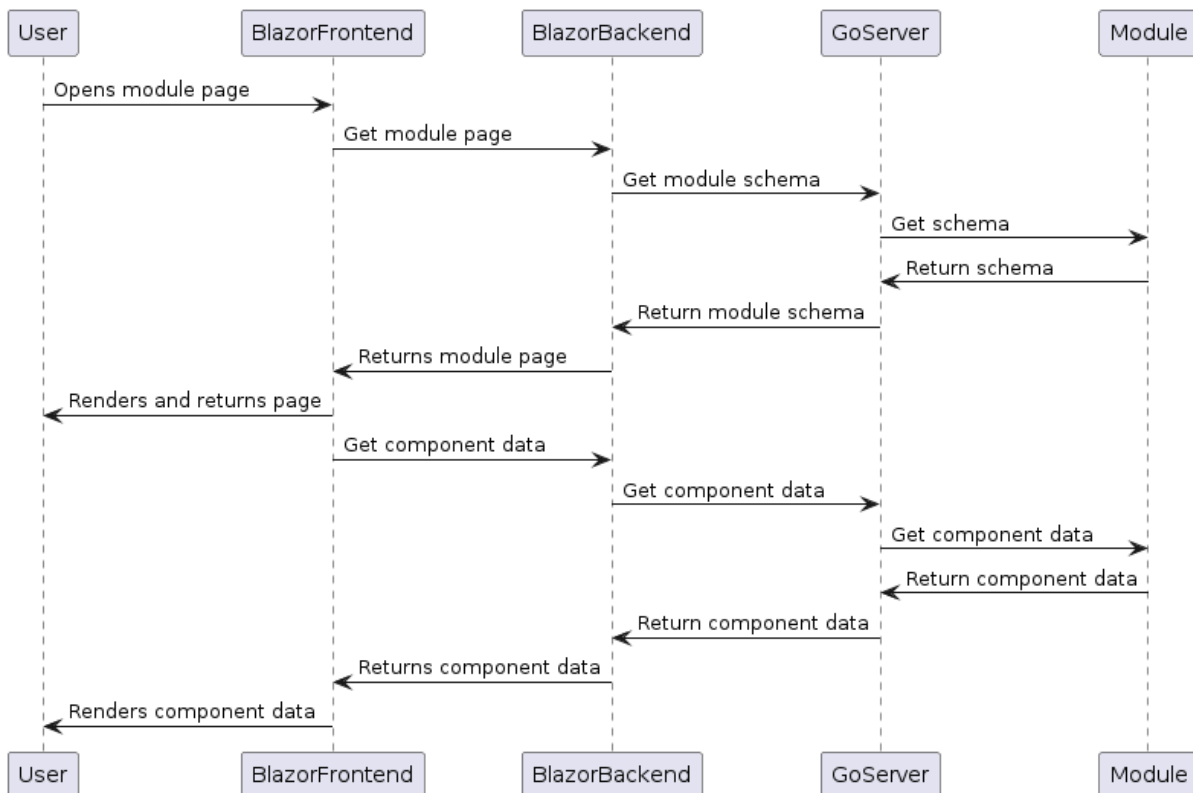 User BlazorFrontend BlazorBackend GoServer Module
Opens module page
Get module page
Get module schema
Get schema
Return schema
Return module schema
Returns module page
Renders and returns page
Get component data
Get component data
Get component data
Return component data
Return component data
Returns component data
Renders component data
User BlazorFrontend BlazorBackend GoServer Module